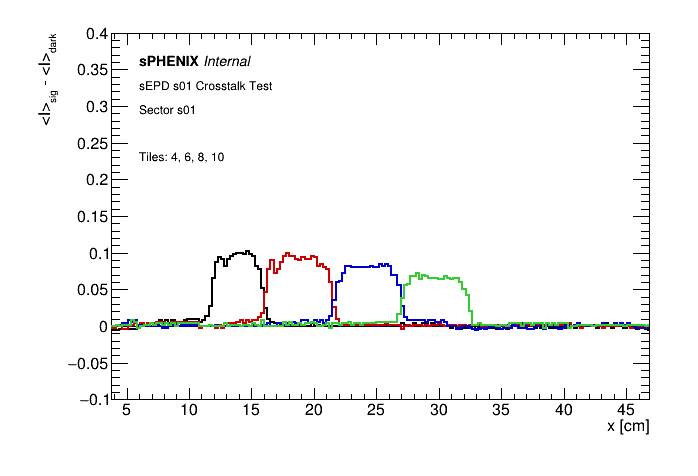 0.4
0.35
0.3
0.25
0.2
0.15
0.1
0.05
0
−0.05
−0.1
<I>sig - <I>dark
sPHENIX Internal
sEPD s01 Crosstalk Test
Sector s01
Tiles: 4, 6, 8, 10
5 10 15 20 25 30 35 40 45
x [cm]